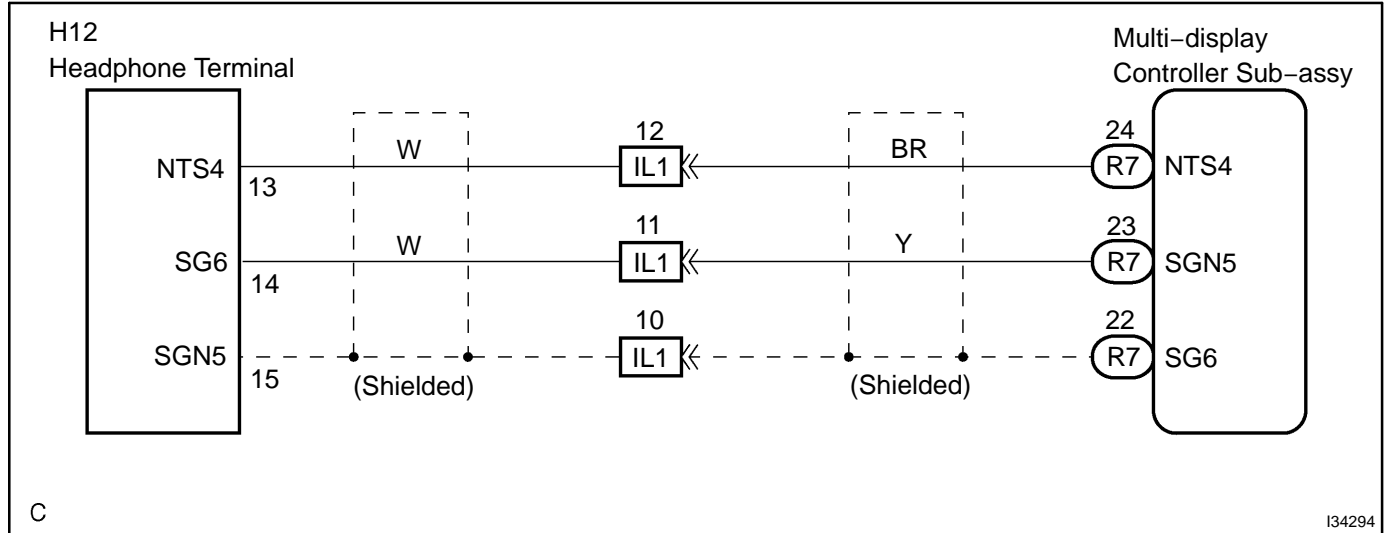 H12
Headphone Terminal
Multi−display
Controller Sub−assy
NTS4 13 W 12 IL1 BR 24 R7 NTS4
SG6 14 W 11 IL1 Y 23 R7 SGN5
SGN5 15 (Shielded) 10 IL1 (Shielded) 22 R7 SG6
C
I34294